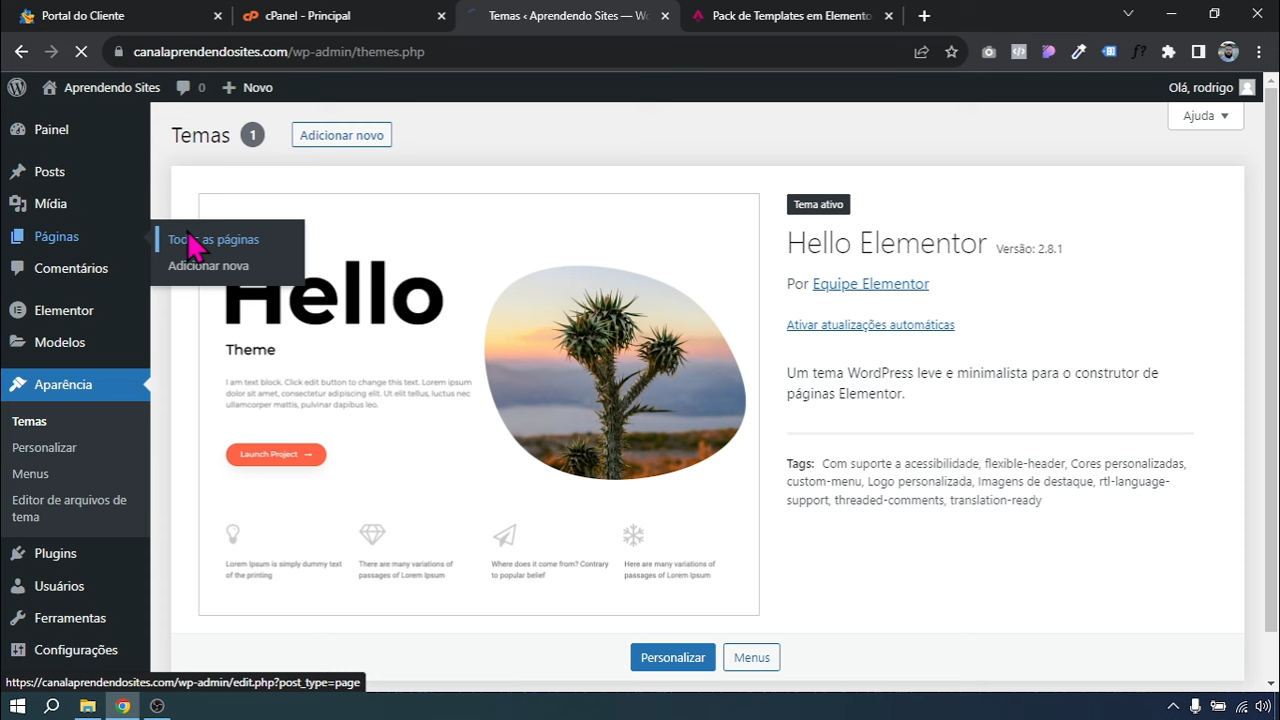 Portal do Cliente
cPanel - Principal
Temas ‹ Aprendendo Sites — Wo
Pack de Templates em Elemento
canalaprendendosites.com/wp-admin/themes.php
Aprendendo Sites
0
Novo
Olá, rodrigo
Painel
Posts
Mídia
Páginas
Todas as páginas
Adicionar nova
Comentários
Elementor
Modelos
Aparência
Temas
Personalizar
Menus
Editor de arquivos de
tema
Plugins
Usuários
Ferramentas
Configurações
https://canalaprendendosites.com/wp-admin/edit.php?post_type=page
Temas 1
Adicionar novo
Ajuda
Hello
Theme
I am text block. Click edit button to change this text. Lorem ipsum
dolor sit amet, consectetur adipiscing elit. Ut elit tellus, luctus nec
ullamcorper mattis, pulvinar dapibus leo.
Launch Project
Lorem Ipsum is simply dummy text
of the printing
There are many variations of
passages of Lorem Ipsum
Where does it come from? Contrary
to popular belief
Here are many variations of
passages of Lorem Ipsum
Tema ativo
Hello Elementor Versão: 2.8.1
Por Equipe Elementor
Ativar atualizações automáticas
Um tema WordPress leve e minimalista para o construtor de
páginas Elementor.
Tags: Com suporte a acessibilidade, flexible-header, Cores personalizadas,
custom-menu, Logo personalizada, Imagens de destaque, rtl-language-
support, threaded-comments, translation-ready
Personalizar
Menus